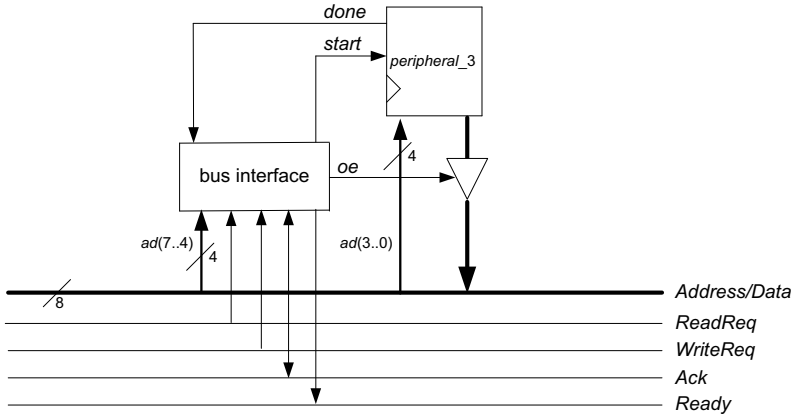 done
start
peripheral_3
bus interface
oe
4
ad(7..4)
4
ad(3..0)
8
Address/Data
ReadReq
WriteReq
Ack
Ready